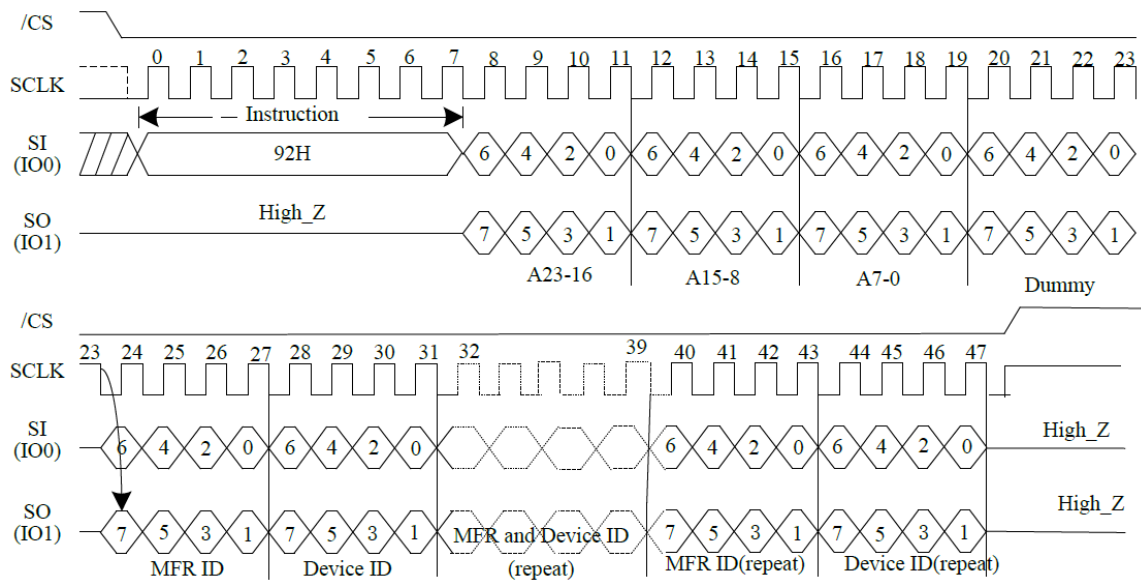 /CS
0 1 2 3 4 5 6 7 8 9 10 11 12 13 14 15 16 17 18 19 20 21 22 23
SCLK
Instruction
SI
(IO0)
92H 6 4 2 0 6 4 2 0 6 4 2 0 6 4 2 0
SO
(IO1)
High_Z 7 5 3 1 7 5 3 1 7 5 3 1 7 5 3 1
A23-16 A15-8 A7-0 Dummy
/CS
23 24 25 26 27 28 29 30 31 32 39 40 41 42 43 44 45 46 47
SCLK
SI
(IO0)
6 4 2 0 6 4 2 0 6 4 2 0 6 4 2 0 High_Z
SO
(IO1)
7 5 3 1 7 5 3 1 MFR and Device ID 7 5 3 1 7 5 3 1 High_Z
MFR ID Device ID (repeat) MFR ID(repeat) Device ID(repeat)